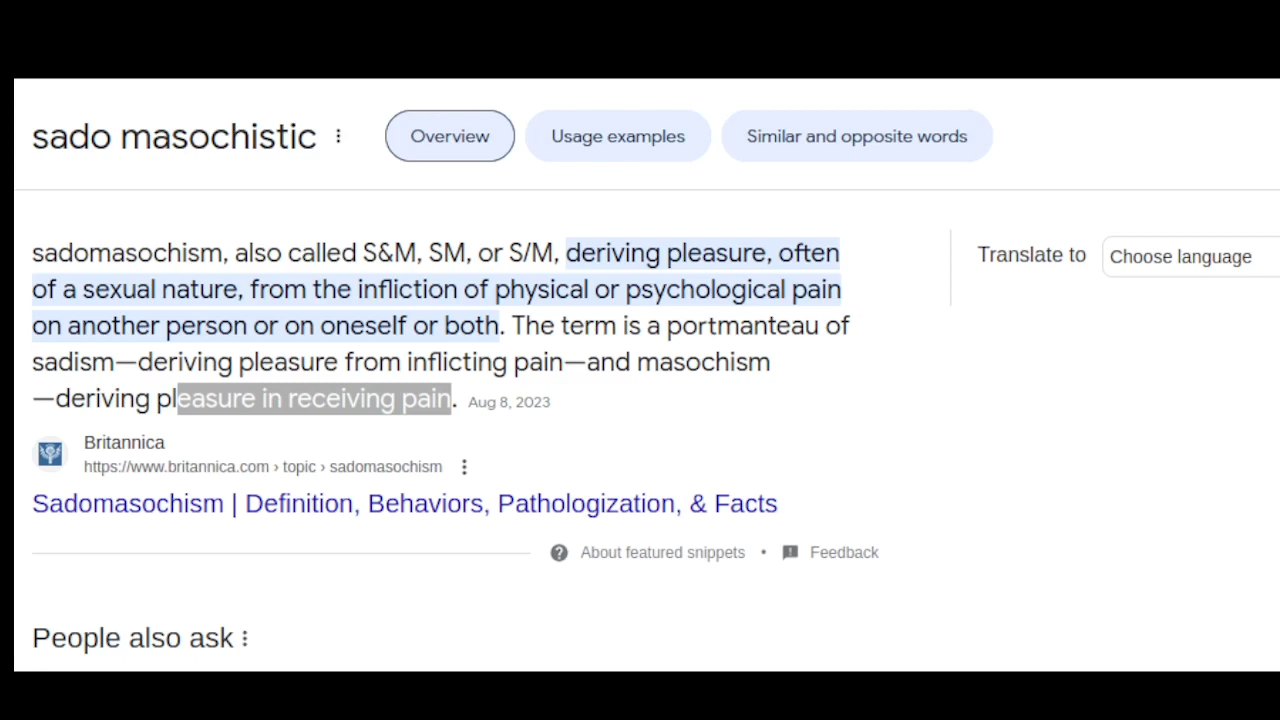 sado masochistic
Overview
Usage examples
Similar and opposite words
sadomasochism, also called S&M, SM, or S/M, deriving pleasure, often
of a sexual nature, from the infliction of physical or psychological pain
on another person or on oneself or both. The term is a portmanteau of
sadism—deriving pleasure from inflicting pain—and masochism
—deriving pleasure in receiving pain. Aug 8, 2023
Translate to
Choose language
Britannica
https://www.britannica.com › topic › sadomasochism
Sadomasochism | Definition, Behaviors, Pathologization, & Facts
About featured snippets • Feedback
People also ask